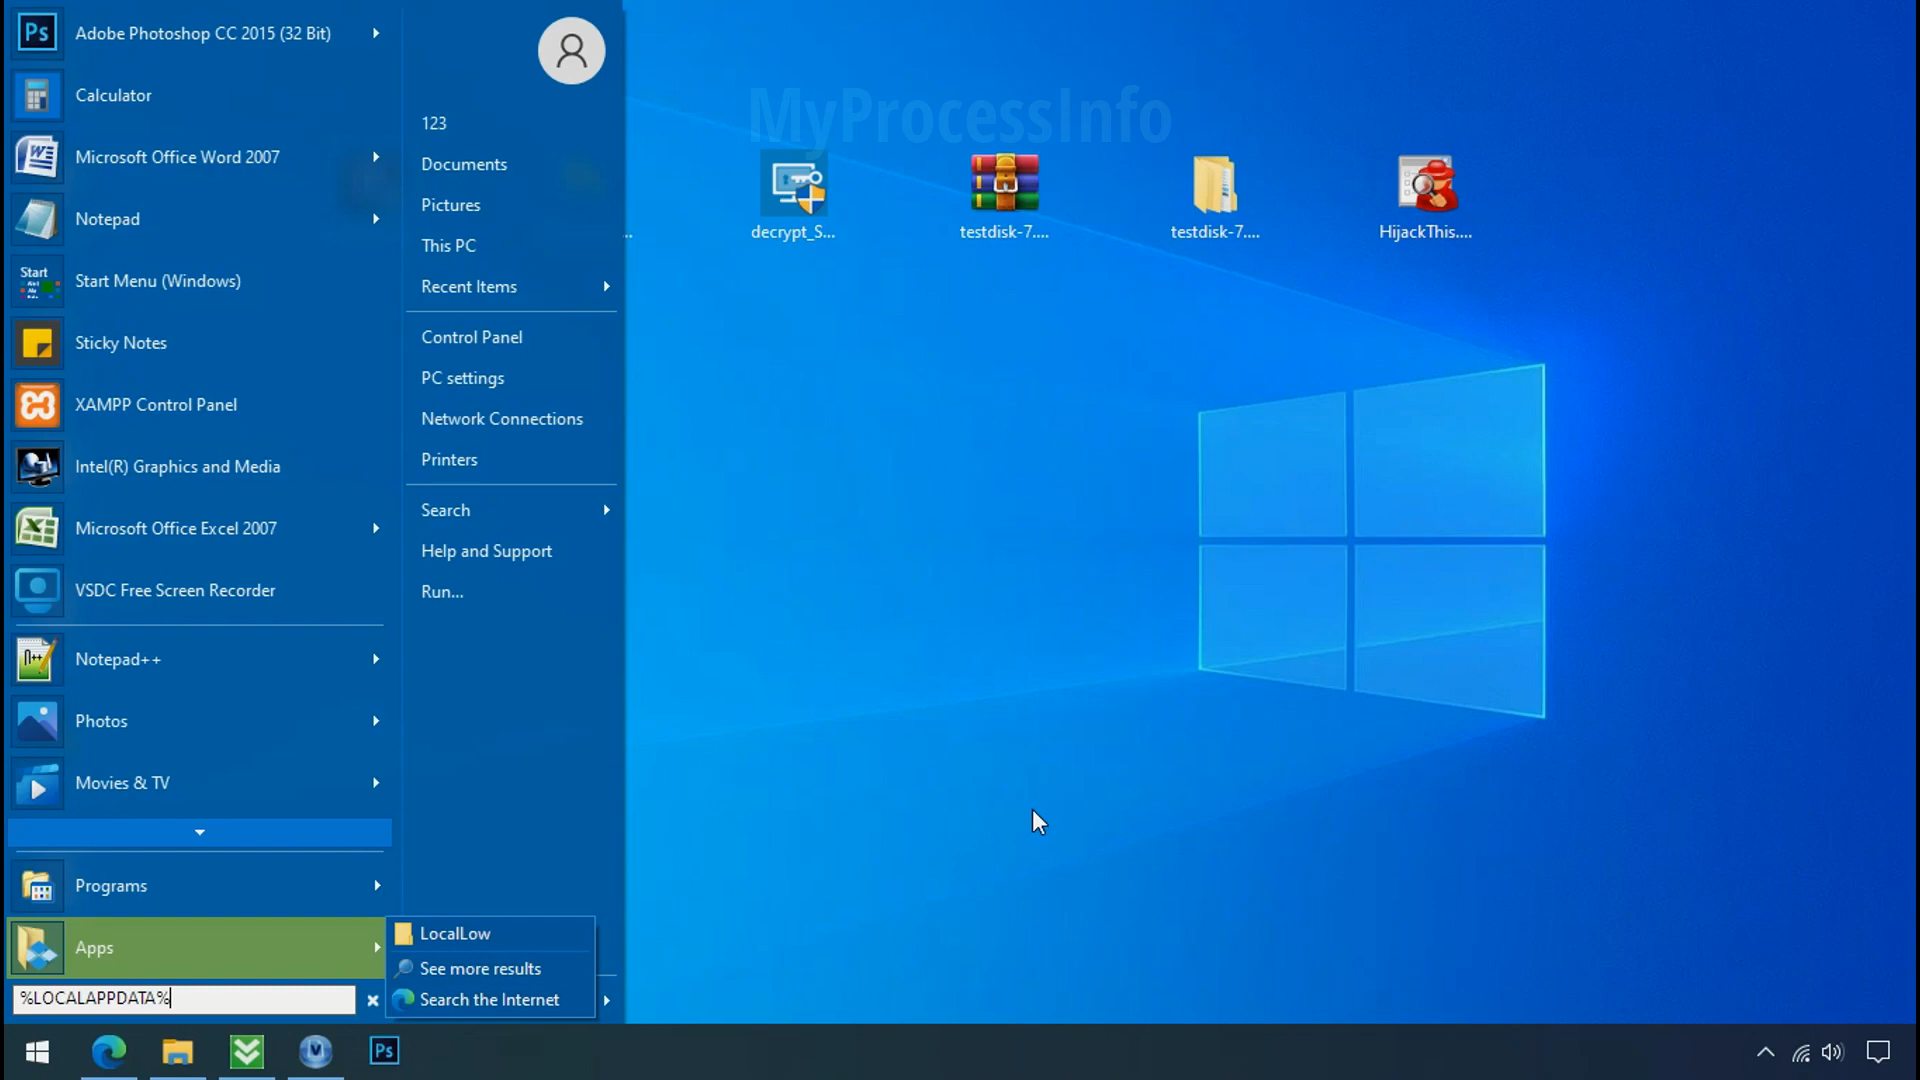 Adobe Photoshop CC 2015 (32 Bit)
Calculator
Microsoft Office Word 2007
Notepad
Start
Start Menu (Windows)
Sticky Notes
XAMPP Control Panel
Intel(R) Graphics and Media
Microsoft Office Excel 2007
VSDC Free Screen Recorder
Notepad++
Photos
Movies & TV
Programs
Apps
%LOCALAPPDATA%
123
Documents
Pictures
This PC
Recent Items
Control Panel
PC settings
Network Connections
Printers
Search
Help and Support
Run...
LocalLow
See more results
Search the Internet
MyProcessInfo
...
decrypt_S...
testdisk-7....
testdisk-7....
HijackThis....
Ps
Ps